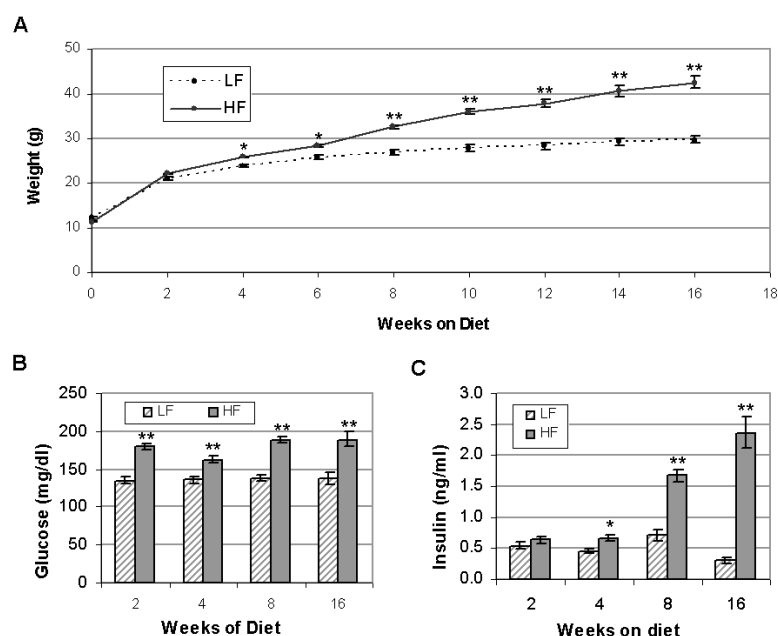 A
50
40
30
20
10
0
Weight (g)
LF
HF
* * ** ** ** ** **
0 2 4 6 8 10 12 14 16 18
Weeks on Diet
B
250
200
150
100
50
0
Glucose (mg/dl)
LF HF
** ** ** **
2 4 8 16
Weeks of Diet
C
3.0
2.5
2.0
1.5
1.0
0.5
0.0
Insulin (ng/ml)
LF
HF
* ** **
2 4 8 16
Weeks on diet